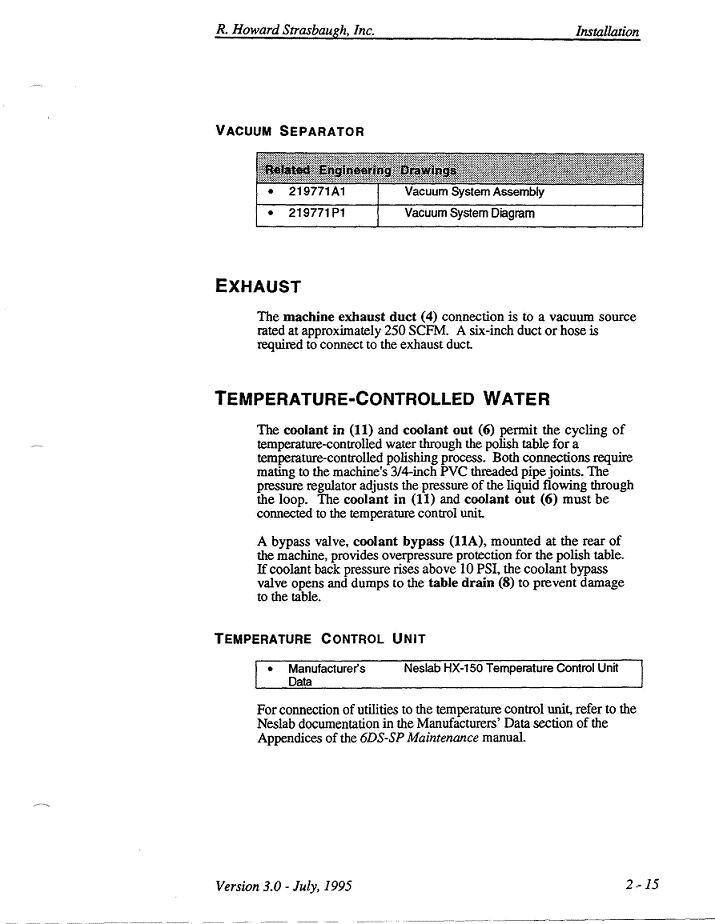 R. Howard Strasbaugh, Inc. Installation
VACUUM SEPARATOR
Related Engineering Drawings
• 219771A1 Vacuum System Assembly
• 219771P1 Vacuum System Diagram
EXHAUST
The machine exhaust duct (4) connection is to a vacuum source
rated at approximately 250 SCFM. A six-inch duct or hose is
required to connect to the exhaust duct.
TEMPERATURE-CONTROLLED WATER
The coolant in (11) and coolant out (6) permit the cycling of
temperature-controlled water through the polish table for a
temperature-controlled polishing process. Both connections require
mating to the machine's 3/4-inch PVC threaded pipe joints. The
pressure regulator adjusts the pressure of the liquid flowing through
the loop. The coolant in (11) and coolant out (6) must be
connected to the temperature control unit.
A bypass valve, coolant bypass (11A), mounted at the rear of
the machine, provides overpressure protection for the polish table.
If coolant back pressure rises above 10 PSI, the coolant bypass
valve opens and dumps to the table drain (8) to prevent damage
to the table.
TEMPERATURE CONTROL UNIT
• Manufacturer's Neslab HX-150 Temperature Control Unit
Data
For connection of utilities to the temperature control unit, refer to the
Neslab documentation in the Manufacturers' Data section of the
Appendices of the 6DS-SP Maintenance manual.
Version 3.0 - July, 1995 2 - 15